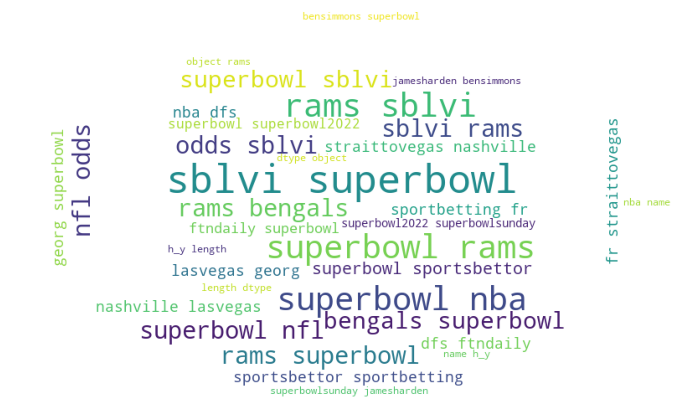 bensimmons superbowl
object rams
superbowl sblvi
jamesharden bensimmons
rams sblvi
nba dfs
superbowl superbowl2022
sblvi rams
odds sblvi
straittovegas nashville
dtype object
georg superbowl
nfl odds
fr straittovegas
sblvi superbowl
nba name
rams bengals
sportbetting fr
ftndaily superbowl
superbowl2022 superbowlsunday
h_y length
superbowl rams
lasvegas georg
superbowl sportsbettor
length dtype
superbowl nba
nashville lasvegas
superbowl nfl
bengals superbowl
dfs ftndaily
rams superbowl
name h_y
sportsbettor sportbetting
superbowlsunday jamesharden